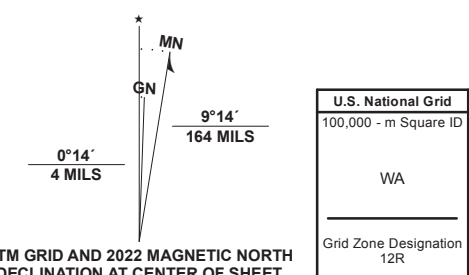 MN
GN
9°14´
164 MILS
0°14´
4 MILS
TM GRID AND 2022 MAGNETIC NORTH
DECLINATION AT CENTER OF SHEET
U.S. National Grid
100,000 - m Square ID
WA
Grid Zone Designation
12R